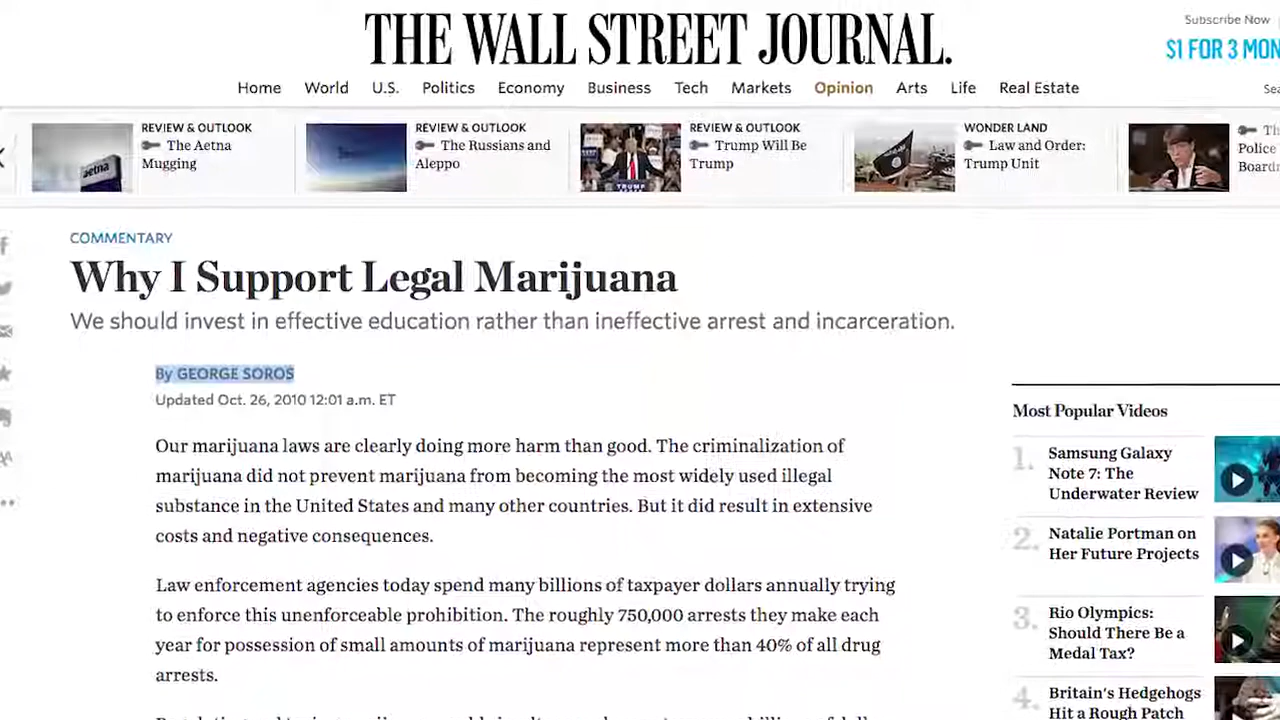 THE WALL STREET JOURNAL.
Subscribe Now
$1 FOR 3 MON
Home World U.S. Politics Economy Business Tech Markets Opinion Arts Life Real Estate
Sea
REVIEW & OUTLOOK
The Aetna
Mugging
aetna
REVIEW & OUTLOOK
The Russians and
Aleppo
REVIEW & OUTLOOK
Trump Will Be
Trump
TRUMP
WONDER LAND
Law and Order:
Trump Unit
Th
Police
Board
COMMENTARY
Why I Support Legal Marijuana
We should invest in effective education rather than ineffective arrest and incarceration.
By GEORGE SOROS
Updated Oct. 26, 2010 12:01 a.m. ET
Our marijuana laws are clearly doing more harm than good. The criminalization of
marijuana did not prevent marijuana from becoming the most widely used illegal
substance in the United States and many other countries. But it did result in extensive
costs and negative consequences.
Law enforcement agencies today spend many billions of taxpayer dollars annually trying
to enforce this unenforceable prohibition. The roughly 750,000 arrests they make each
year for possession of small amounts of marijuana represent more than 40% of all drug
arrests.
Most Popular Videos
1. Samsung Galaxy
Note 7: The
Underwater Review
2. Natalie Portman on
Her Future Projects
3. Rio Olympics:
Should There Be a
Medal Tax?
4. Britain's Hedgehogs
Hit a Rough Patch